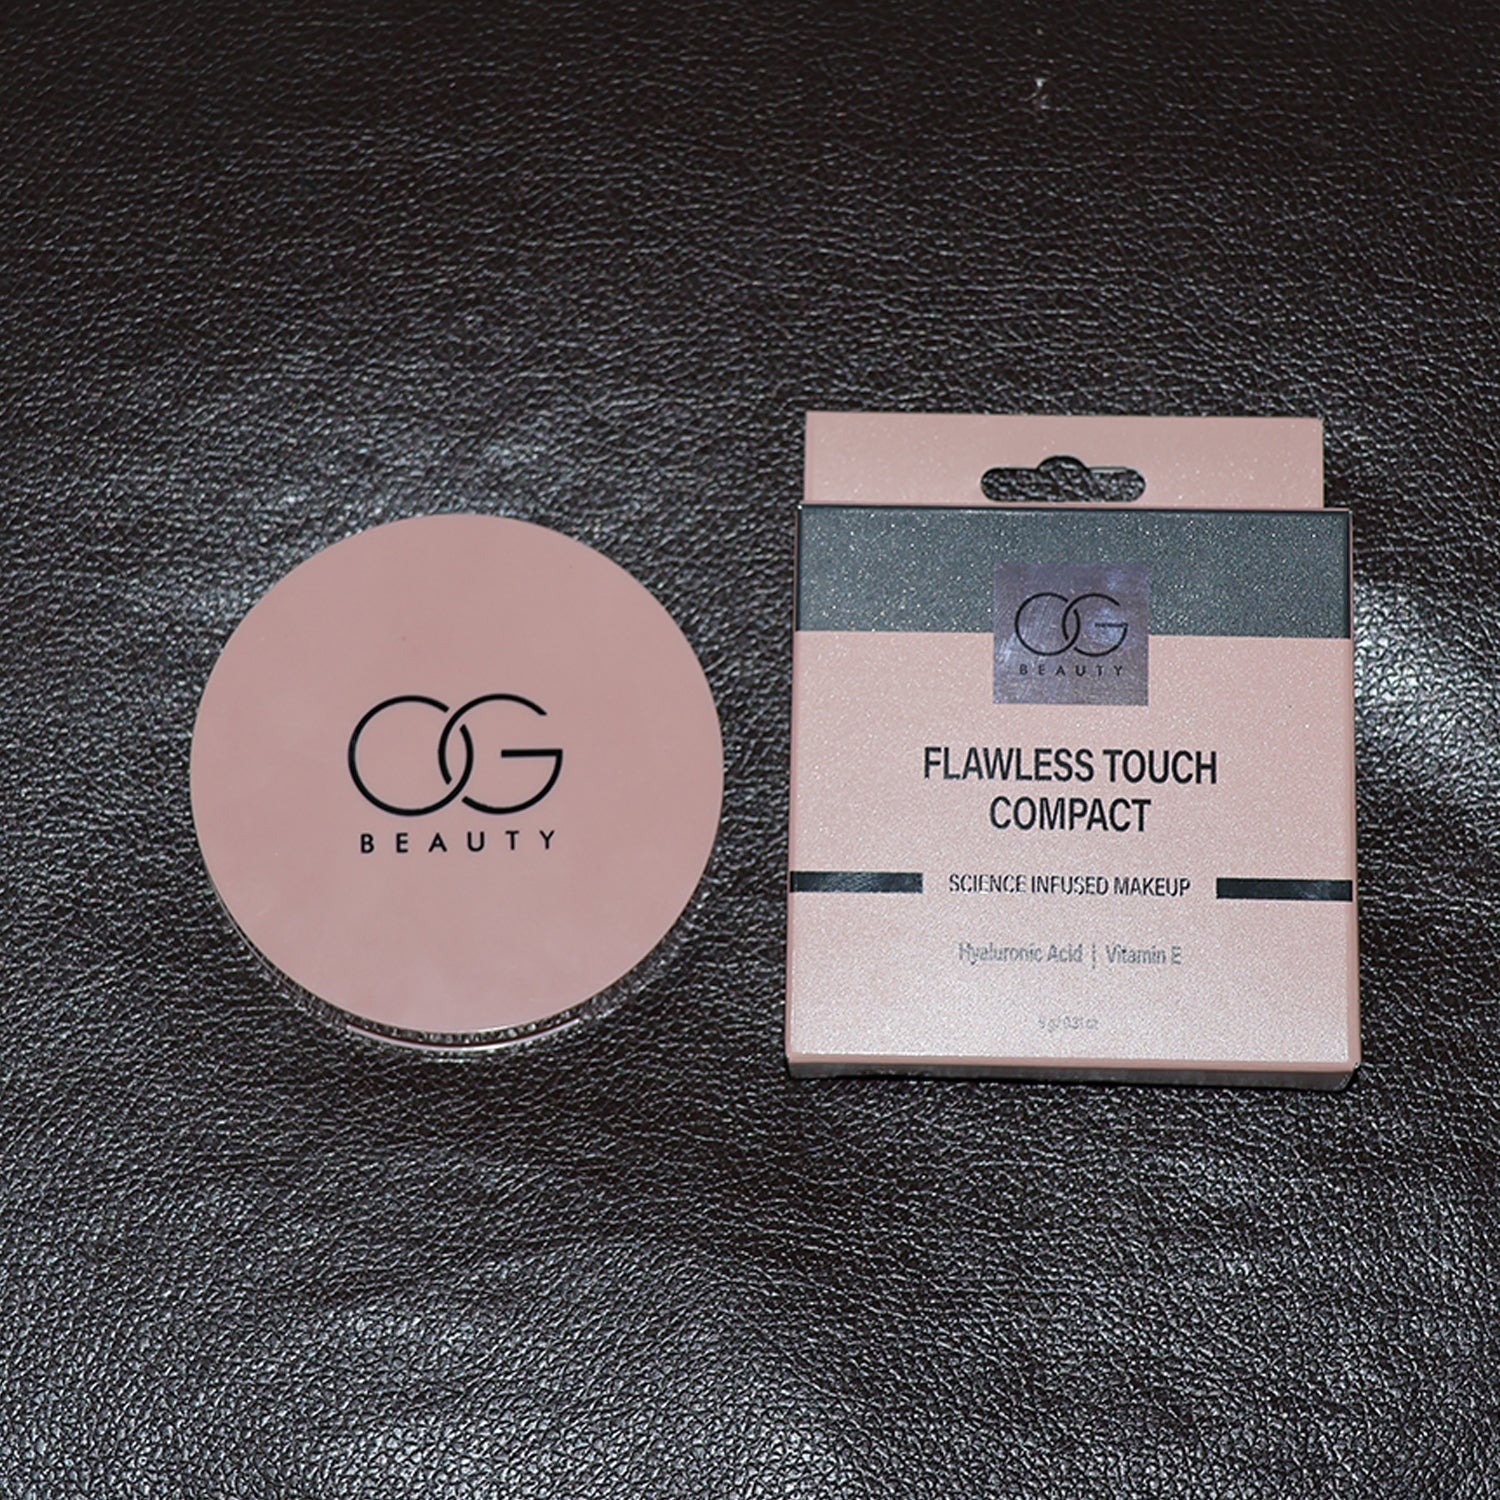 OG
BEAUTY
OG
BEAUTY
FLAWLESS TOUCH
COMPACT
SCIENCE INFUSED MAKEUP
Hyaluronic Acid | Vitamin E